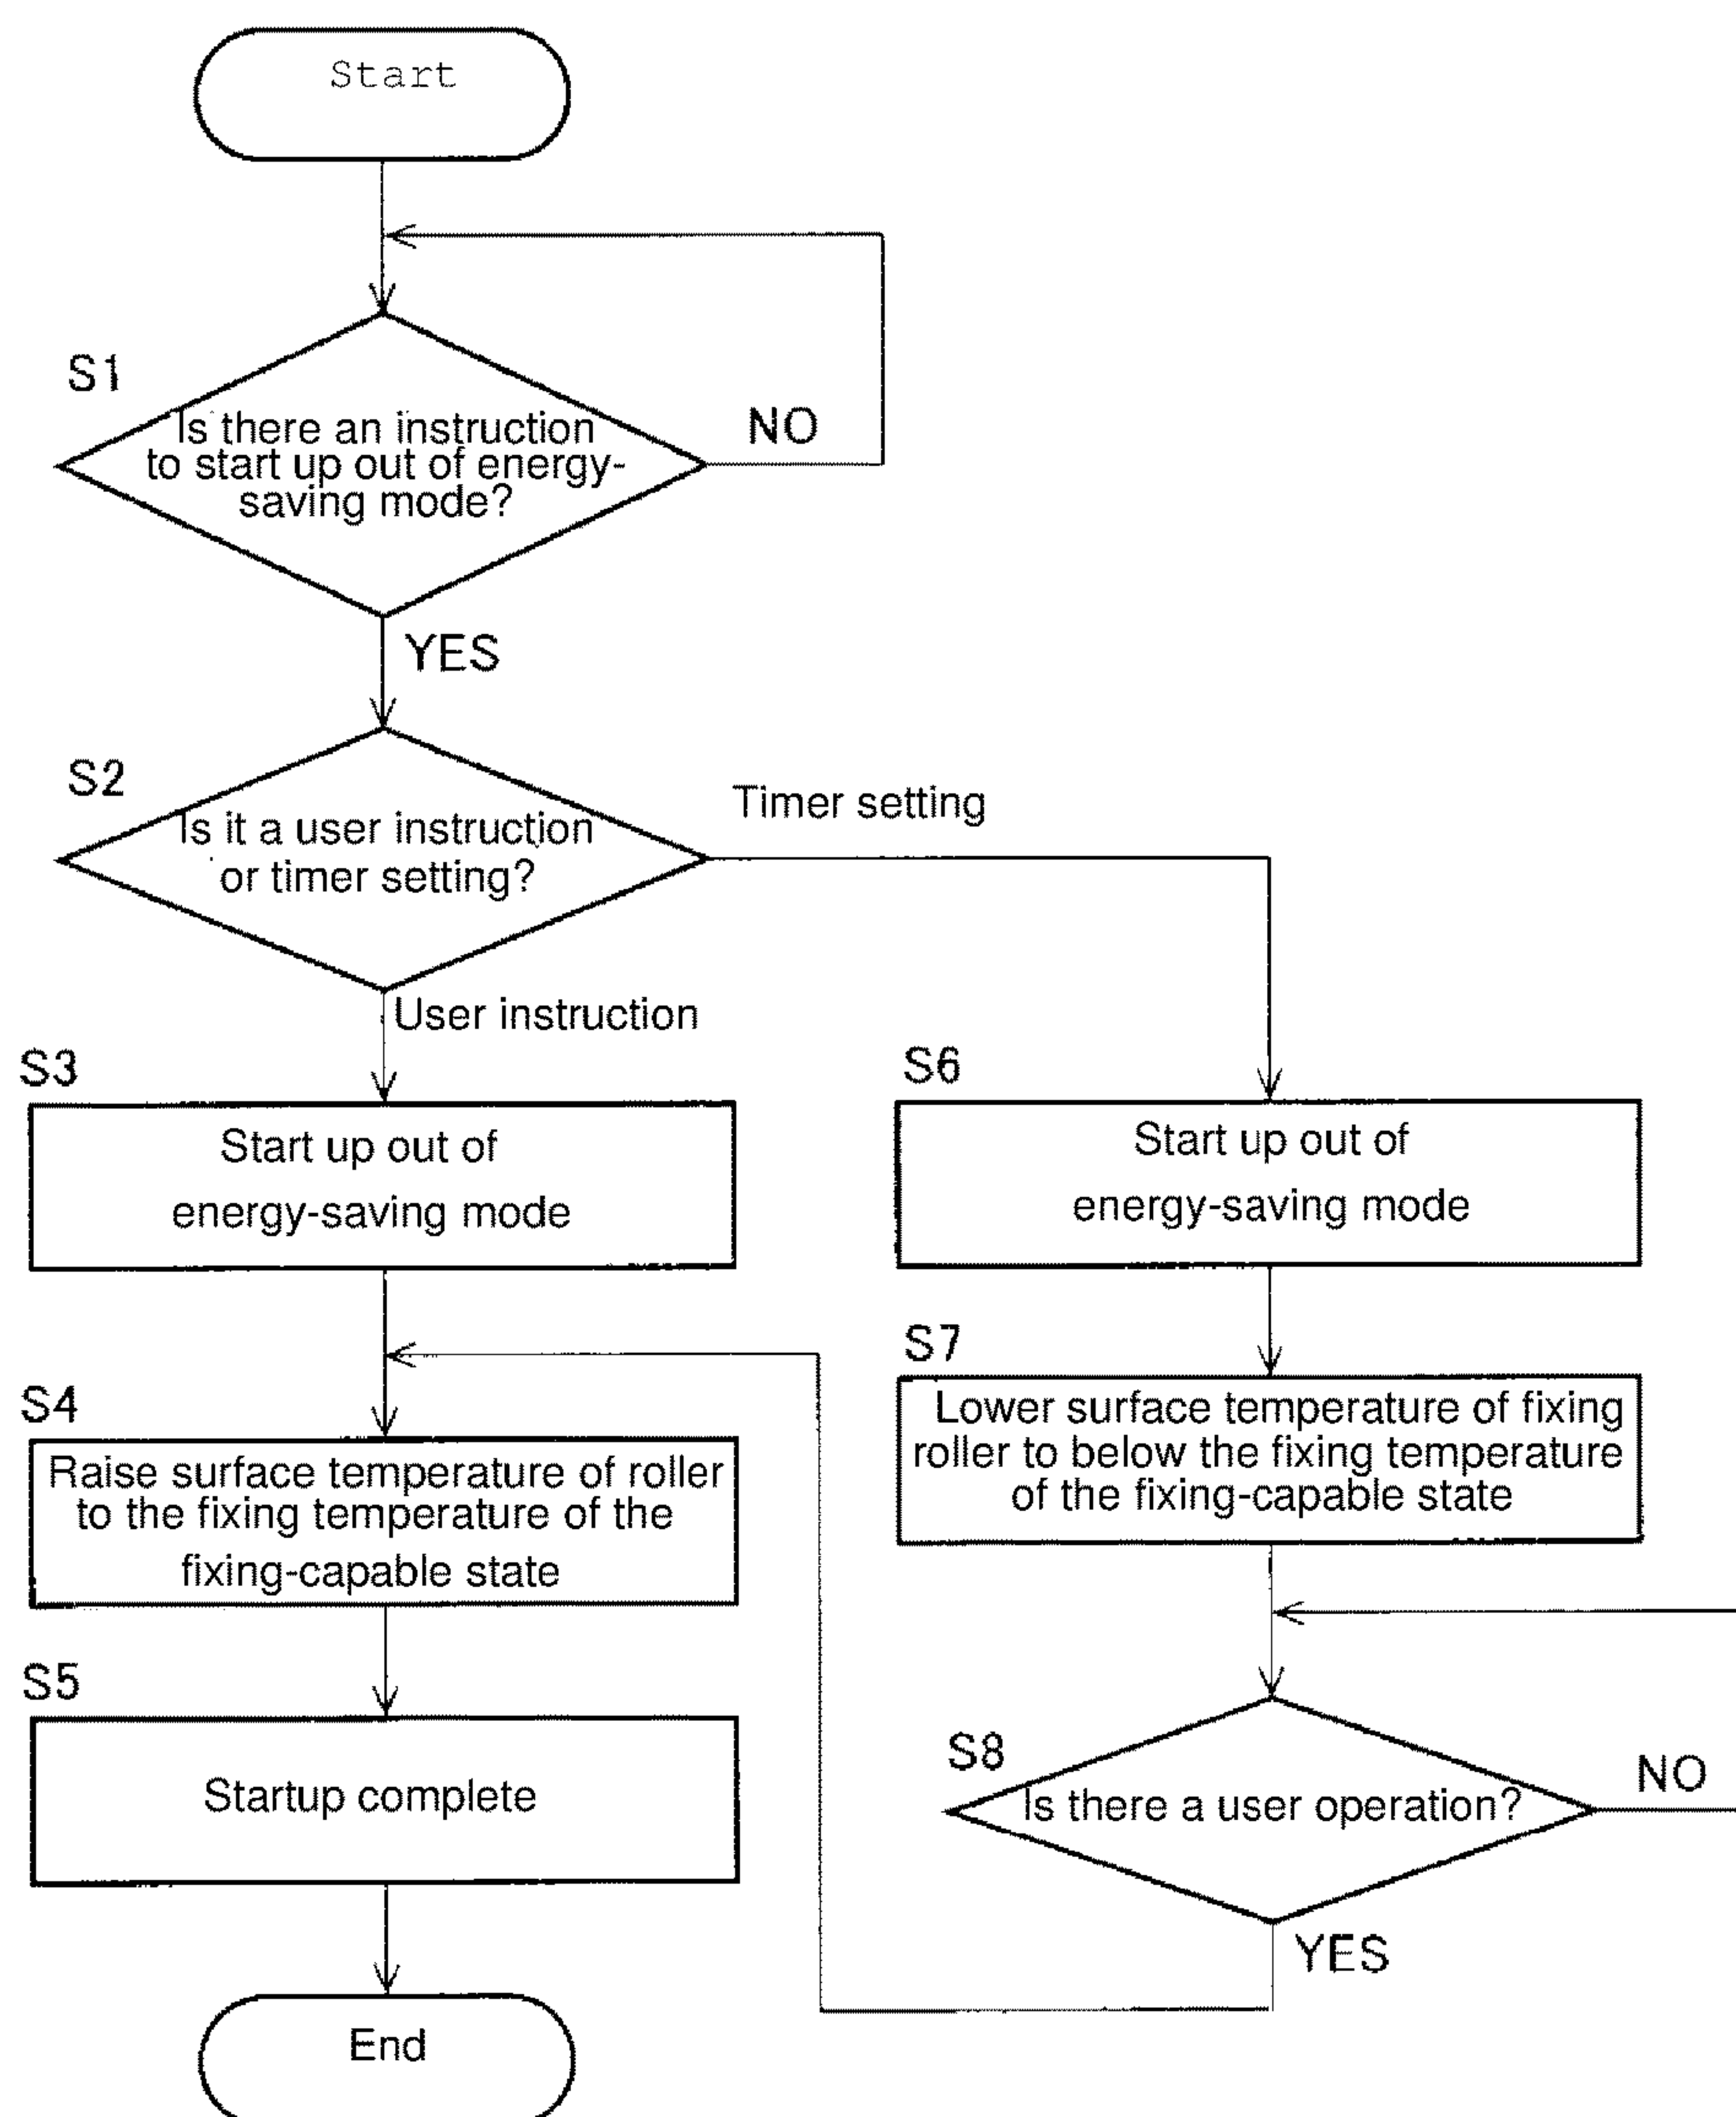 Start
S1
Is there an instruction
to start up out of energy-
saving mode?
NO
YES
S2
Is it a user instruction
or timer setting?
Timer setting
User instruction
S3
Start up out of
energy-saving mode
S6
Start up out of
energy-saving mode
S4
Raise surface temperature of roller
to the fixing temperature of the
fixing-capable state
S7
Lower surface temperature of fixing
roller to below the fixing temperature
of the fixing-capable state
S5
Startup complete
S8
Is there a user operation?
NO
YES
End